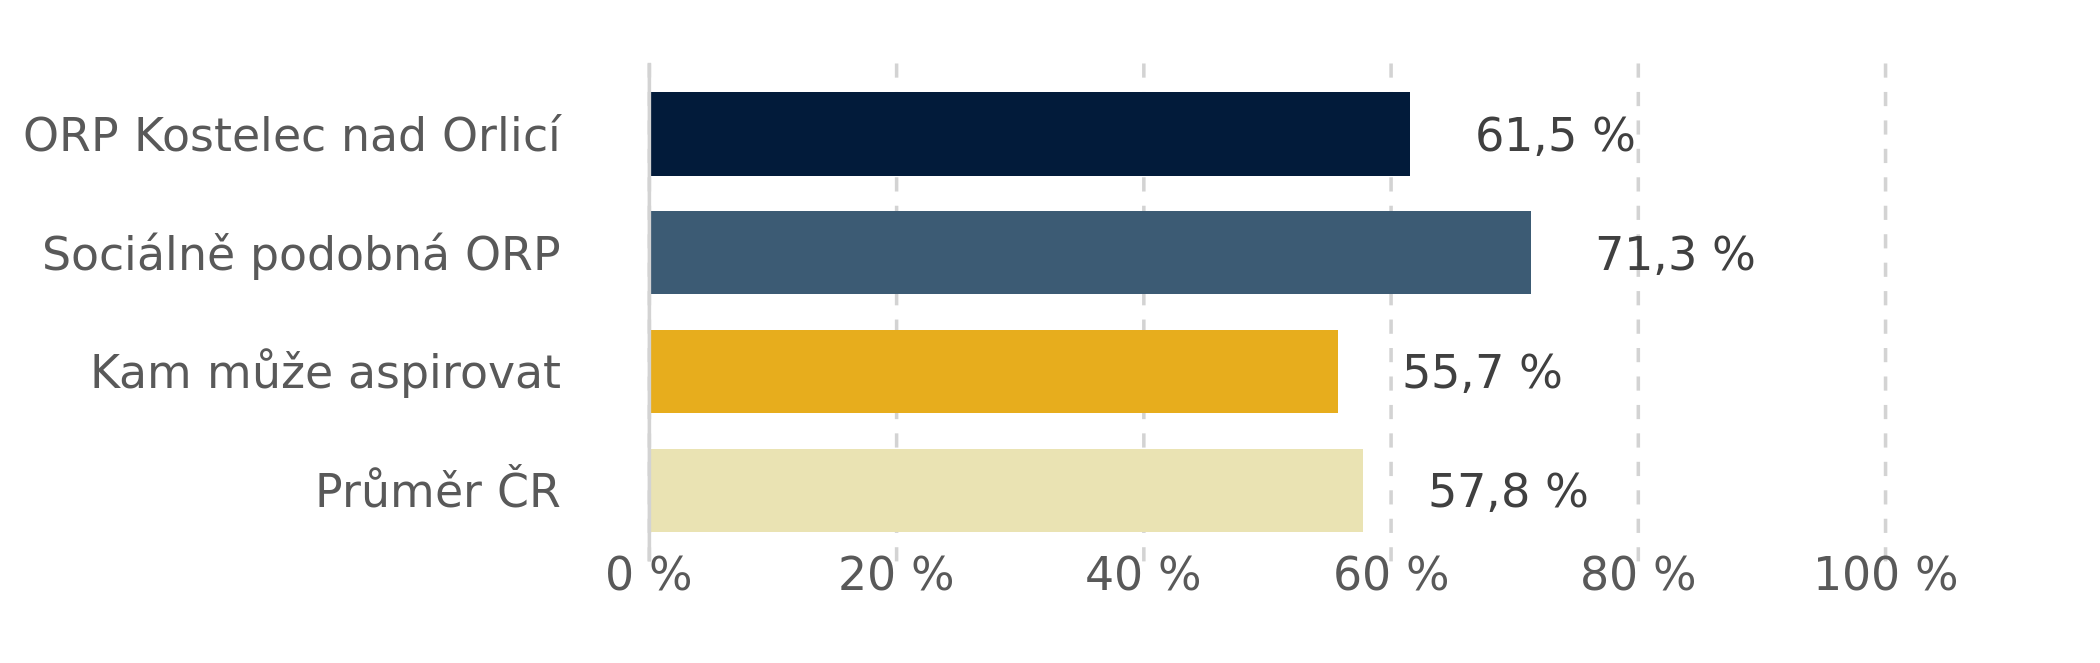 ORP Kostelec nad Orlicí 61,5 %
Sociálně podobná ORP 71,3 %
Kam může aspirovat 55,7 %
Průměr ČR 57,8 %
0 % 20 % 40 % 60 % 80 % 100 %